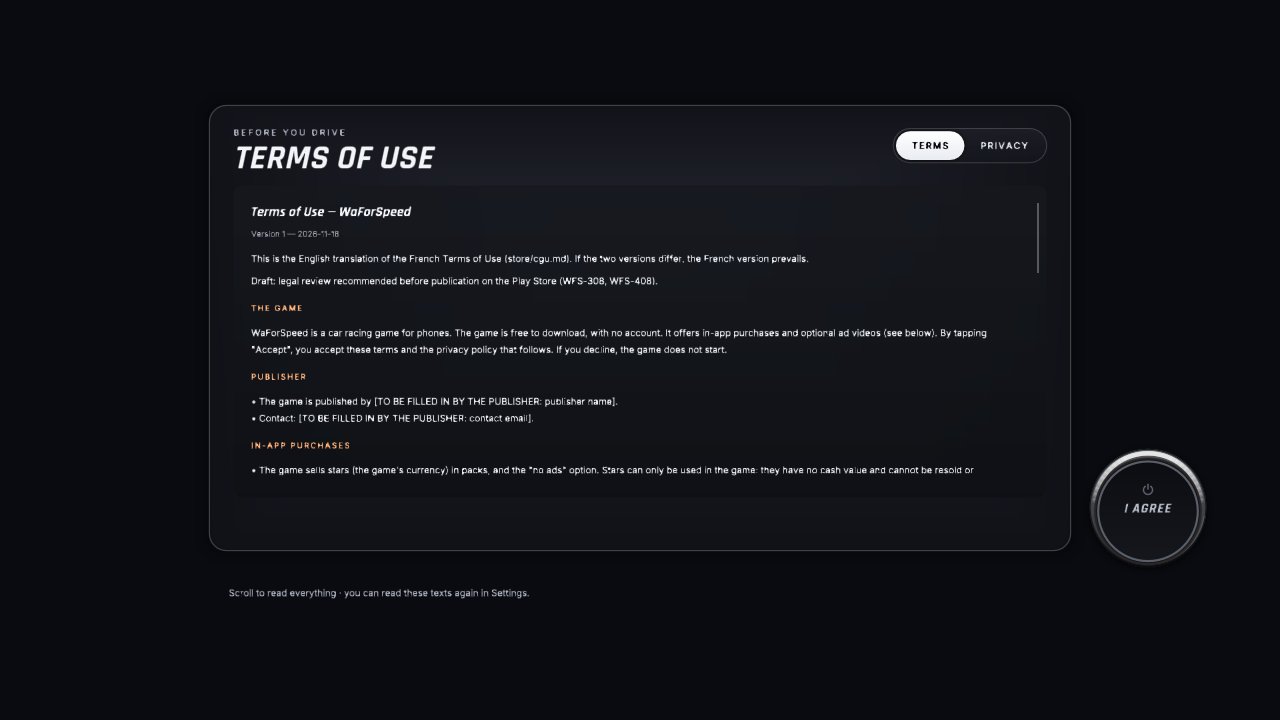 BEFORE YOU DRIVE
TERMS OF USE
TERMS
PRIVACY
Terms of Use — WaForSpeed
Version 1 — 2026-11-18
This is the English translation of the French Terms of Use (store/cgu.md). If the two versions differ, the French version prevails.
Draft: legal review recommended before publication on the Play Store (WFS-308, WFS-408).
THE GAME
WaForSpeed is a car racing game for phones. The game is free to download, with no account. It offers in-app purchases and optional ad videos (see below). By tapping
"Accept", you accept these terms and the privacy policy that follows. If you decline, the game does not start.
PUBLISHER
• The game is published by [TO BE FILLED IN BY THE PUBLISHER: publisher name].
• Contact: [TO BE FILLED IN BY THE PUBLISHER: contact email].
IN-APP PURCHASES
• The game sells stars (the game's currency) in packs, and the "no ads" option. Stars can only be used in the game: they have no cash value and cannot be resold or
I AGREE
Scroll to read everything · you can read these texts again in Settings.